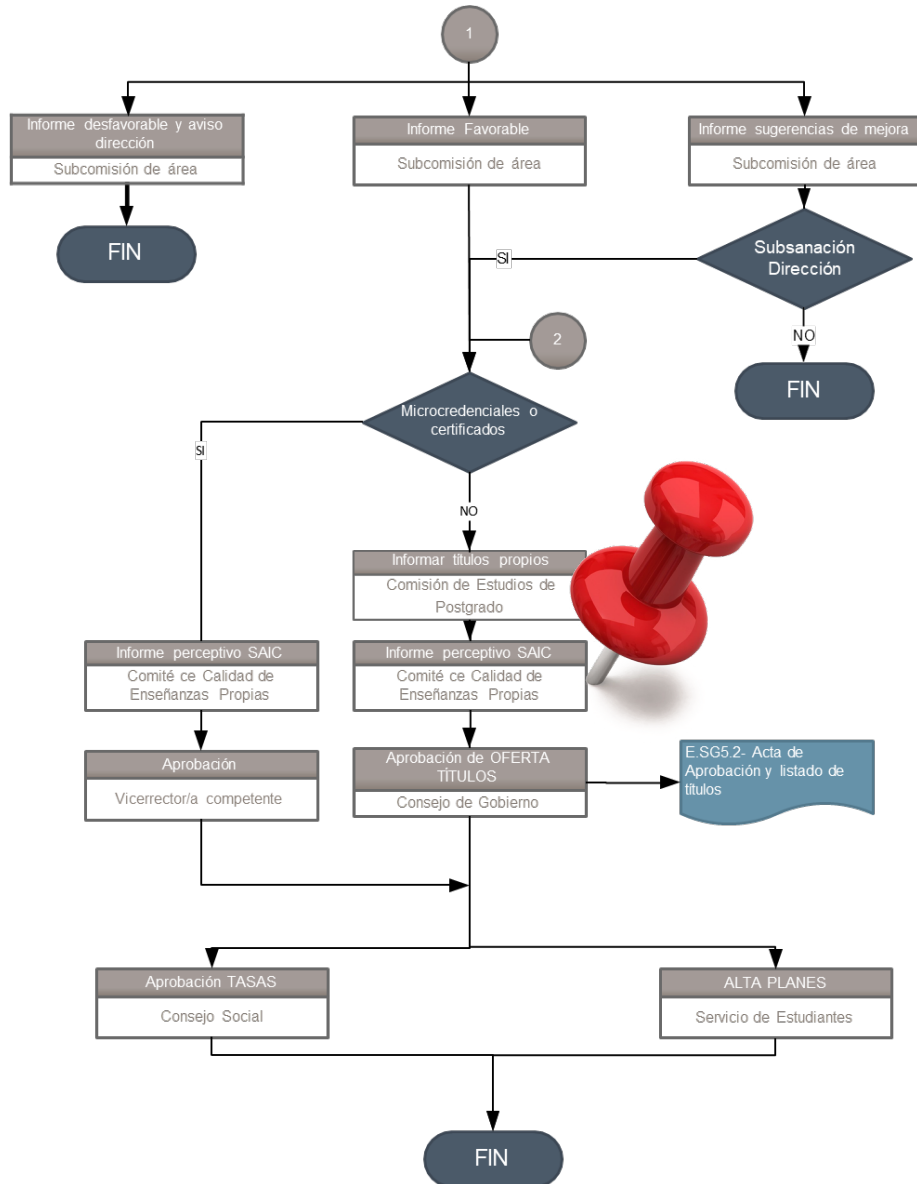 1
Informe desfavorable y aviso
dirección
Subcomisión de área
Informe Favorable
Subcomisión de área
Informe sugerencias de mejora
Subcomisión de área
FIN
Subsanación
Dirección
SI
NO
2
FIN
Microcredenciales o
certificados
SI
NO
Informar títulos propios
Comisión de Estudios de
Postgrado
Informe perceptivo SAIC
Comité ce Calidad de
Enseñanzas Propias
Informe perceptivo SAIC
Comité ce Calidad de
Enseñanzas Propias
Aprobación
Vicerrector/a competente
Aprobación de OFERTA
TÍTULOS
Consejo de Gobierno
E.SG5.2- Acta de
Aprobación y listado de
títulos
Aprobación TASAS
Consejo Social
ALTA PLANES
Servicio de Estudiantes
FIN